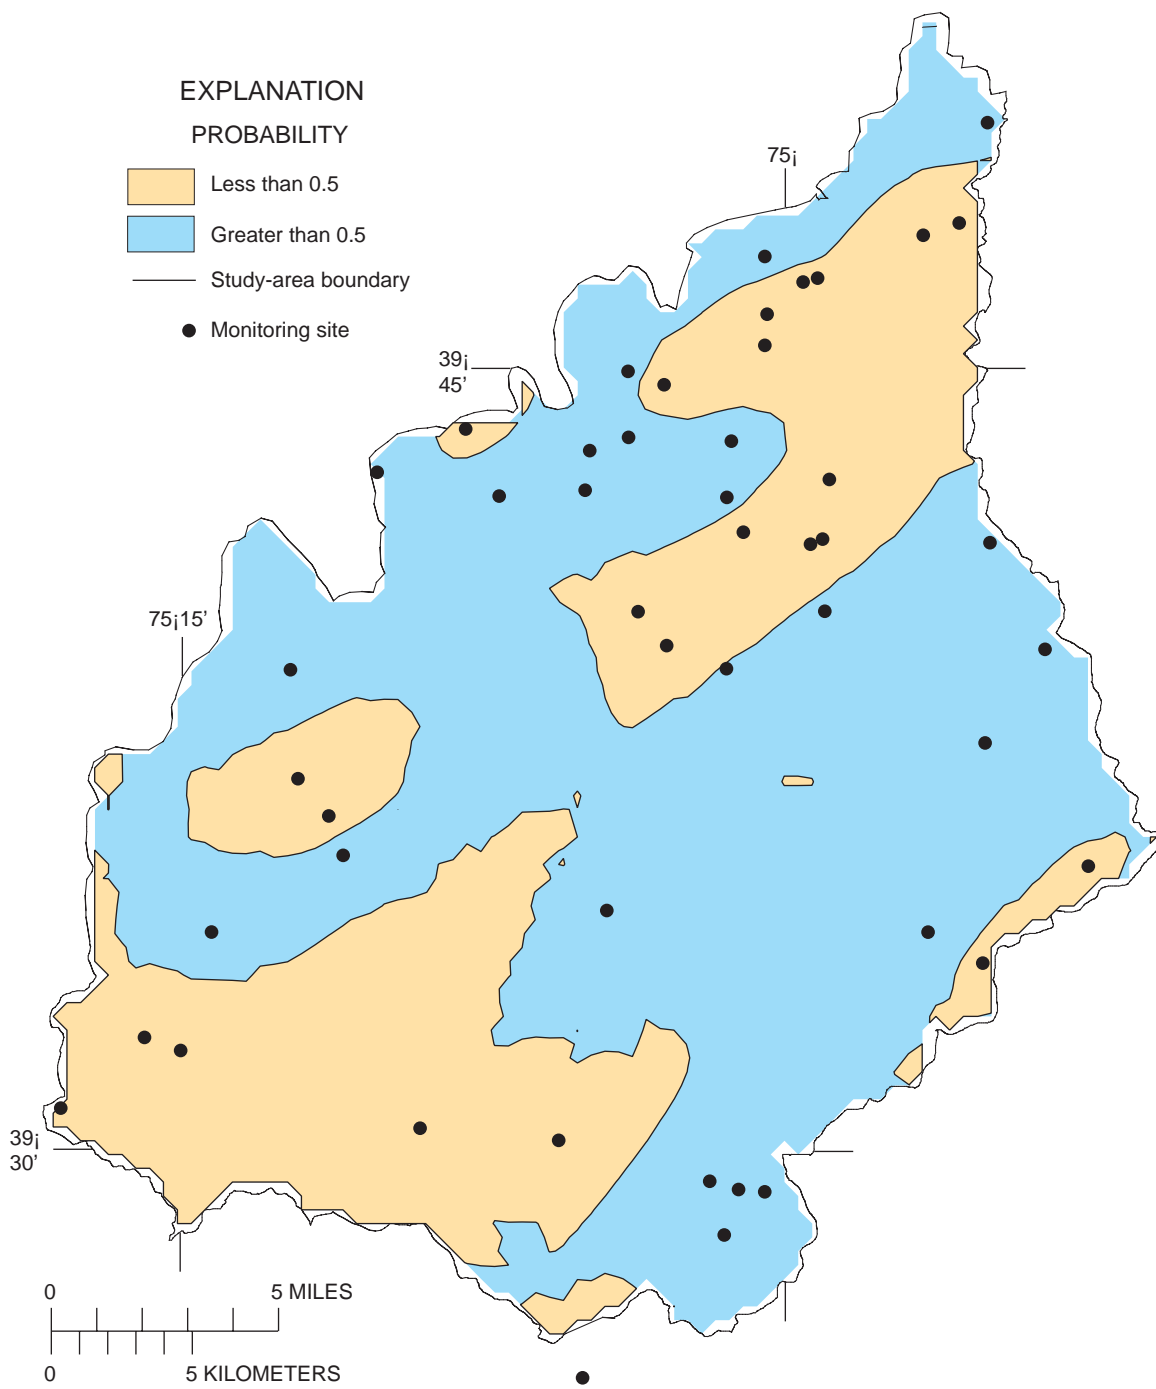 EXPLANATION
PROBABILITY
Less than 0.5
Greater than 0.5
Study-area boundary
Monitoring site
75¡
39¡
45’
75¡15’
39¡
30’
0 5 MILES
0 5 KILOMETERS